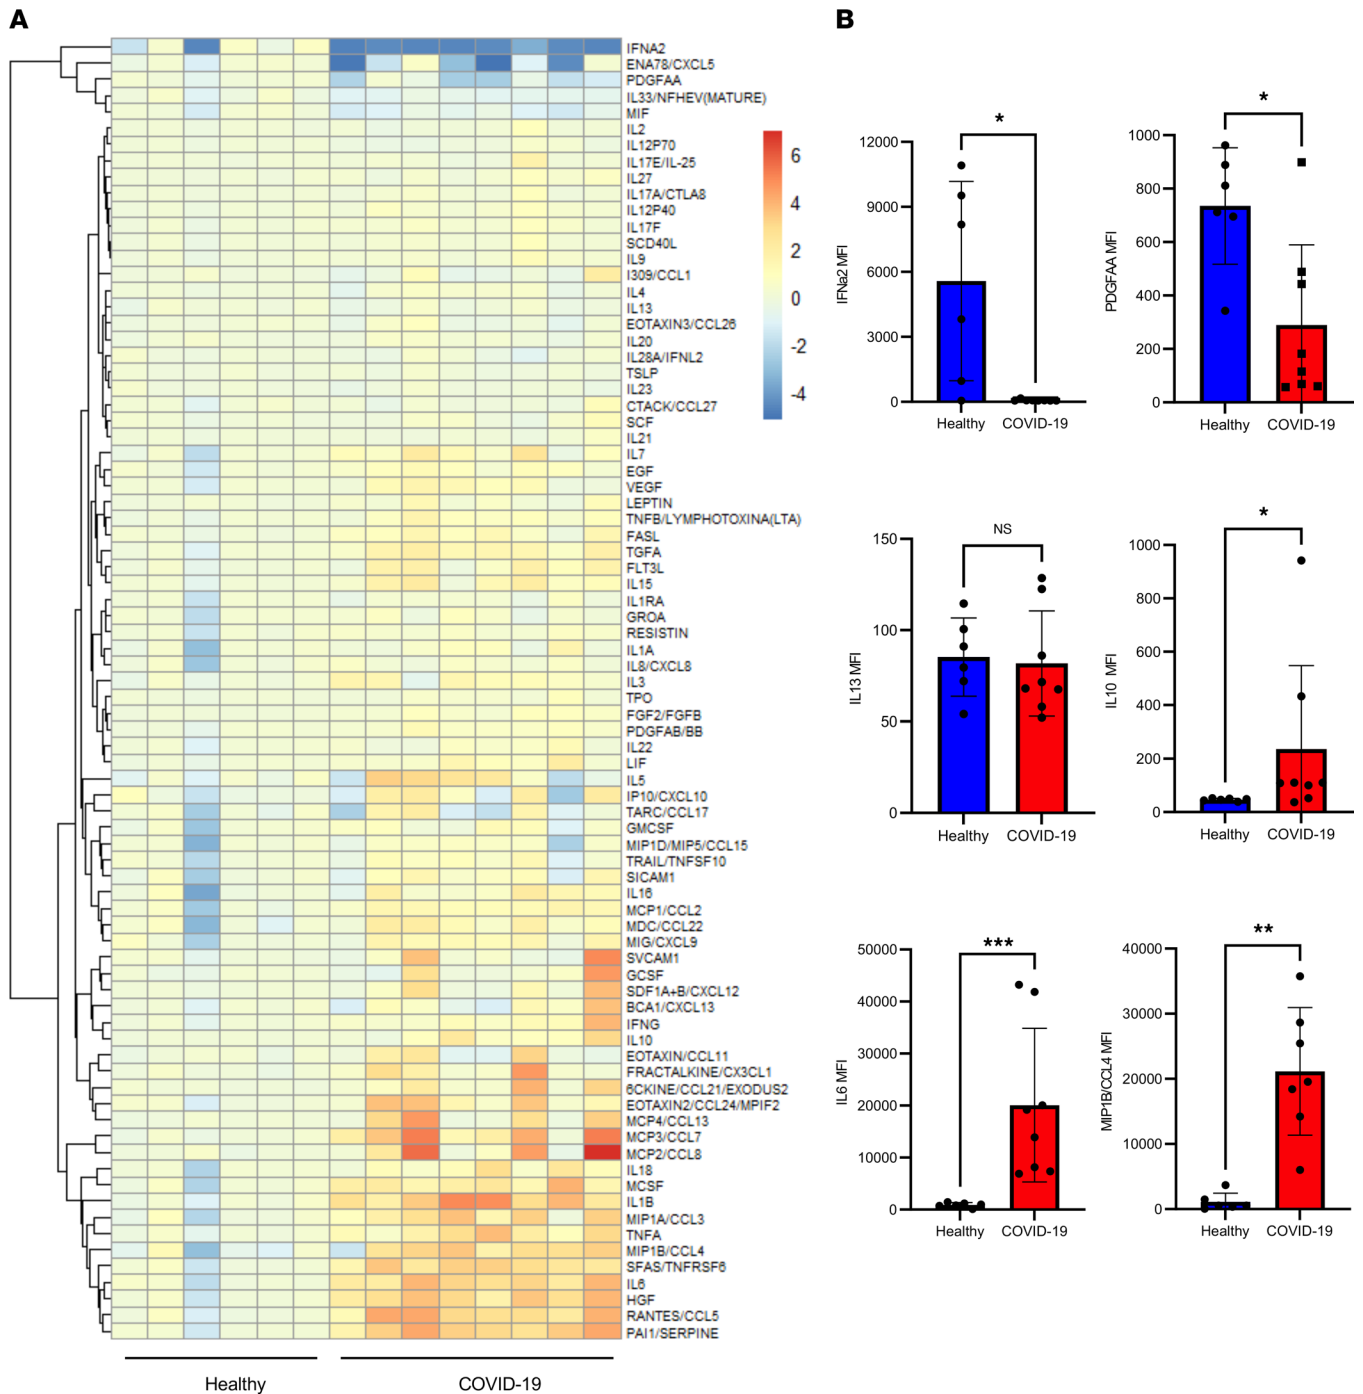 A
IFNA2
ENA78/CXCL5
PDGFAA
IL33/NFHEV(MATURE)
MIF
IL2
IL12P70
IL17E/IL-25
IL27
IL17A/CTLA8
IL12P40
IL17F
SCD40L
IL9
I309/CCL1
IL4
IL13
EOTAXIN3/CCL26
IL20
IL28A/IFNL2
TSLP
IL23
CTACK/CCL27
SCF
IL21
IL7
EGF
VEGF
LEPTIN
TNFB/LYMPHOTOXINA(LTA)
FASL
TGFA
FLT3L
IL15
IL1RA
GROA
RESISTIN
IL1A
IL8/CXCL8
IL3
TPO
FGF2/FGFB
PDGFAB/BB
IL22
LIF
IL5
IP10/CXCL10
TARC/CCL17
GMCSF
MIP1D/MIP5/CCL15
TRAIL/TNFSF10
SICAM1
IL16
MCP1/CCL2
MDC/CCL22
MIG/CXCL9
SVCAM1
GCSF
SDF1A+B/CXCL12
BCA1/CXCL13
IFNG
IL10
EOTAXIN/CCL11
FRACTALKINE/CX3CL1
6CKINE/CCL21/EXODUS2
EOTAXIN2/CCL24/MPIF2
MCP4/CCL13
MCP3/CCL7
MCP2/CCL8
IL18
MCSF
IL1B
MIP1A/CCL3
TNFA
MIP1B/CCL4
SFAS/TNFRSF6
IL6
HGF
RANTES/CCL5
PAI1/SERPINE
6
4
2
0
-2
-4
Healthy
COVID-19
B
IFNa2 MFI
12000
9000
6000
3000
0
*
Healthy
COVID-19
PDGFAA MFI
1000
800
600
400
200
0
*
Healthy
COVID-19
IL13 MFI
150
100
50
0
NS
Healthy
COVID-19
IL10 MFI
1000
800
600
400
200
0
*
Healthy
COVID-19
IL6 MFI
50000
40000
30000
20000
10000
0
***
Healthy
COVID-19
MIP1B/CCL4 MFI
40000
30000
20000
10000
0
**
Healthy
COVID-19